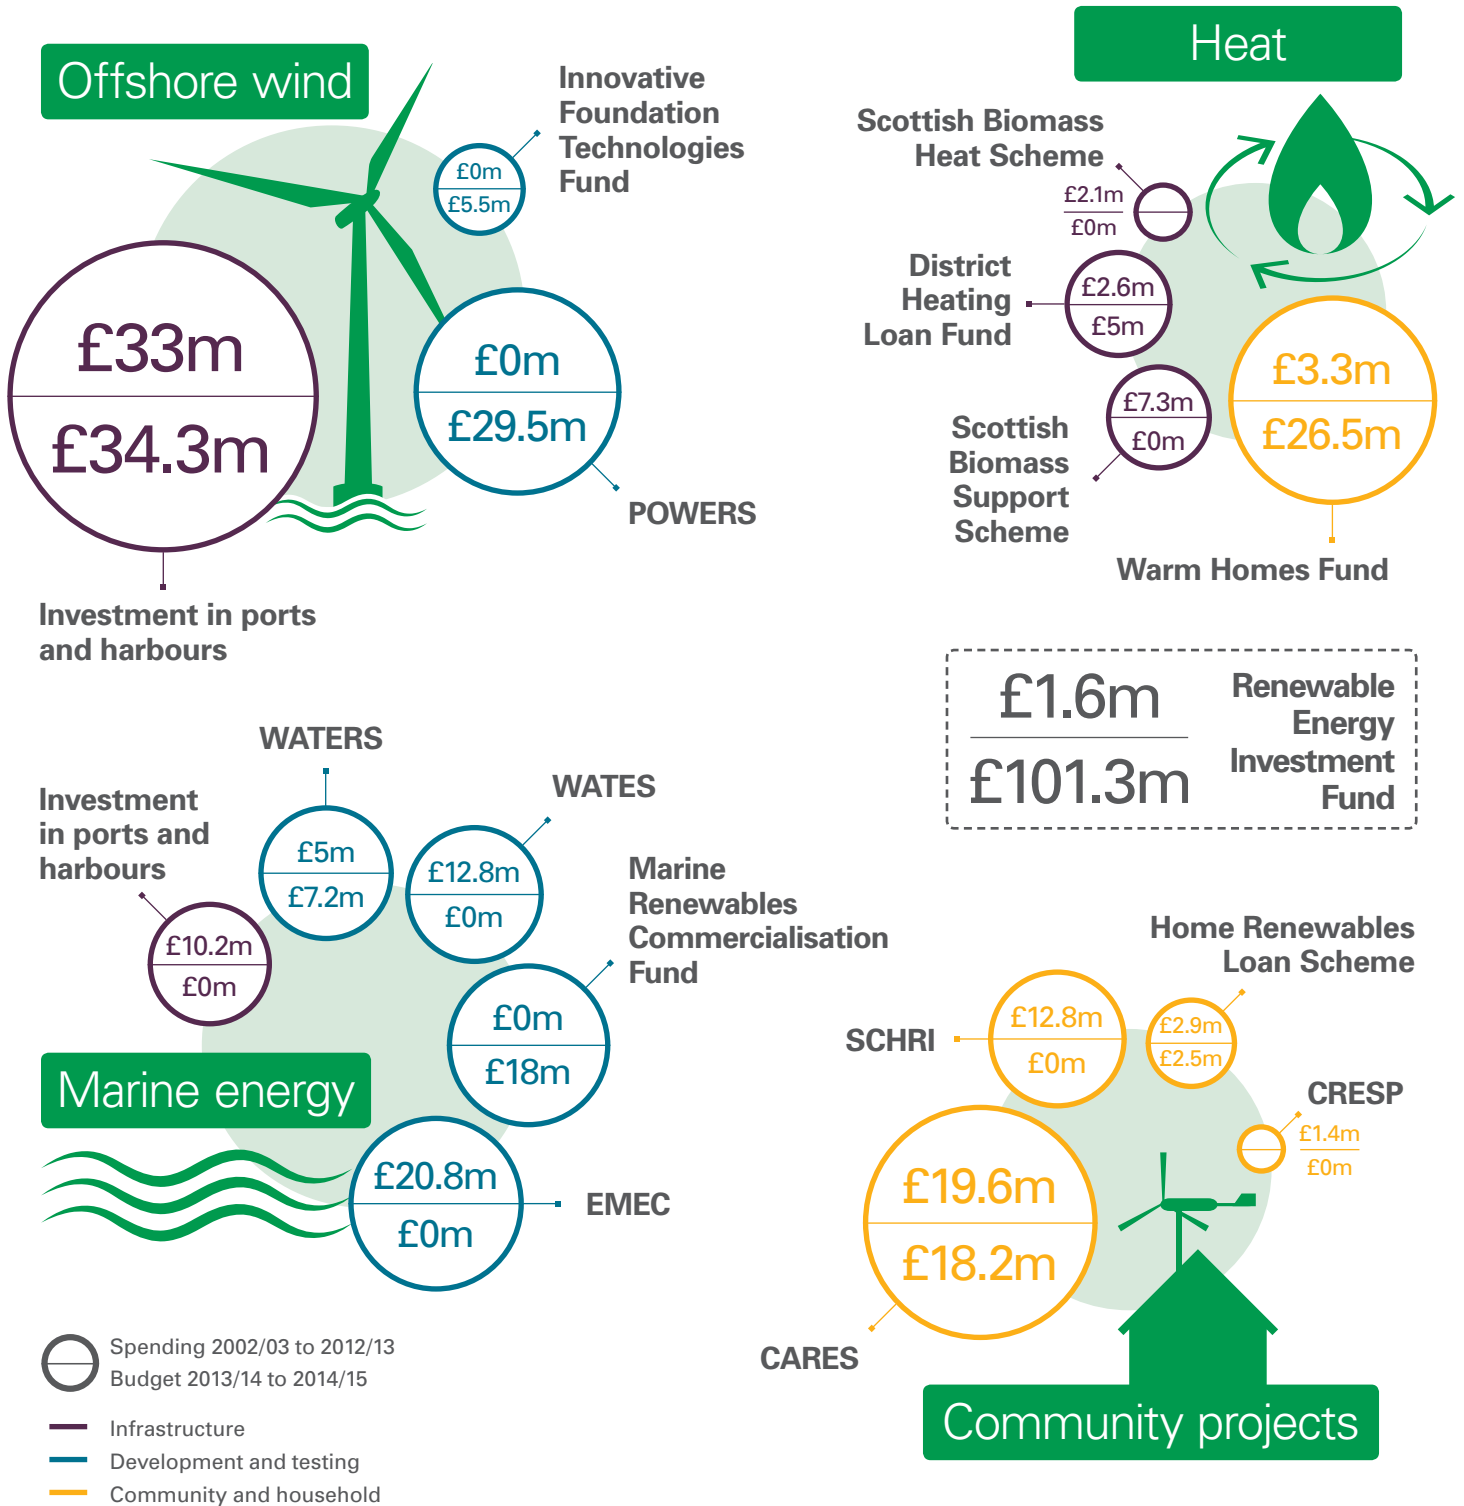 Offshore wind
Innovative
Foundation
Technologies
Fund
£0m
£5.5m
£33m
£34.3m
£0m
£29.5m
POWERS
Investment in ports
and harbours
Heat
Scottish Biomass
Heat Scheme
£2.1m
£0m
District
Heating
Loan Fund
£2.6m
£5m
Scottish
Biomass
Support
Scheme
£7.3m
£0m
£3.3m
£26.5m
Warm Homes Fund
£1.6m
£101.3m
Renewable
Energy
Investment
Fund
WATERS
£5m
£7.2m
WATES
£12.8m
£0m
Investment
in ports and
harbours
£10.2m
£0m
Marine
Renewables
Commercialisation
Fund
£0m
£18m
Marine energy
£20.8m
£0m
EMEC
Home Renewables
Loan Scheme
£2.9m
£2.5m
SCHRI
£12.8m
£0m
CRESP
£1.4m
£0m
£19.6m
£18.2m
CARES
Community projects
Spending 2002/03 to 2012/13
Budget 2013/14 to 2014/15
Infrastructure
Development and testing
Community and household